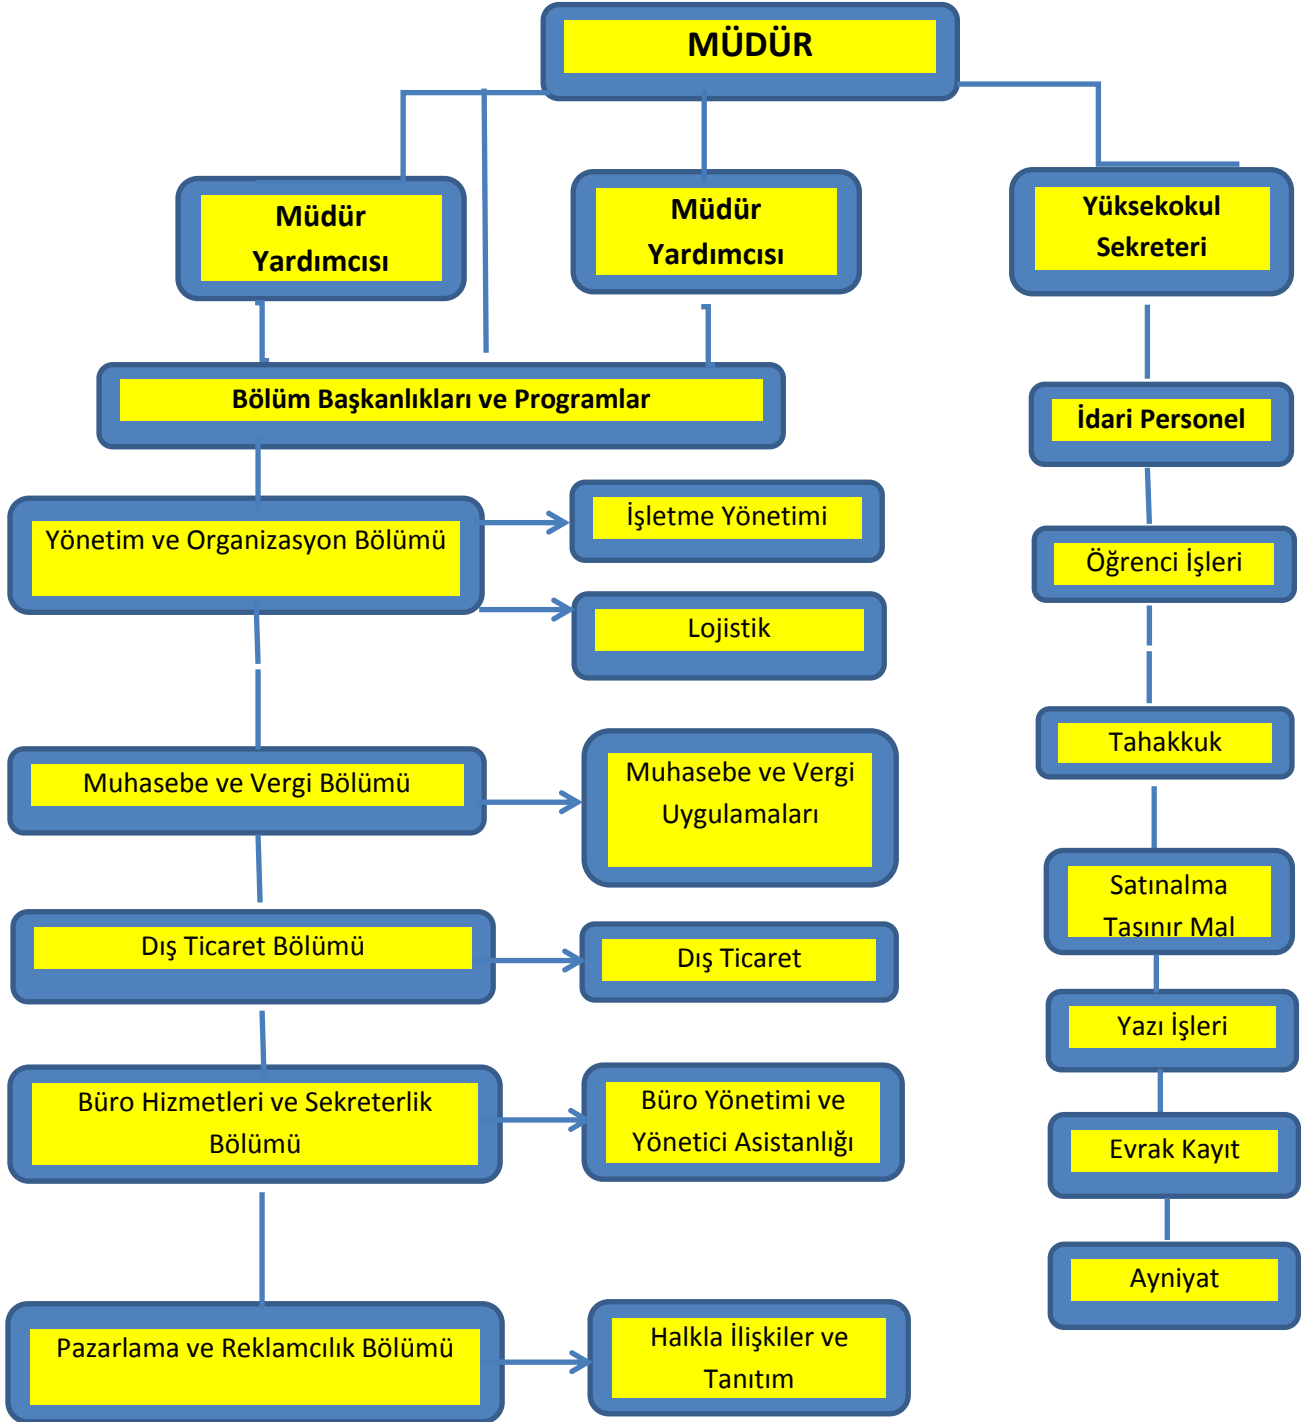 MÜDÜR
Müdür
Yardımcısı
Müdür
Yardımcısı
Yüksekokul
Sekreteri
Bölüm Başkanlıkları ve Programlar
İdari Personel
Yönetim ve Organizasyon Bölümü
İşletme Yönetimi
Lojistik
Öğrenci İşleri
Tahakkuk
Muhasebe ve Vergi Bölümü
Muhasebe ve Vergi
Uygulamaları
Satınalma
Taşınır Mal
Dış Ticaret Bölümü
Dış Ticaret
Yazı İşleri
Büro Hizmetleri ve Sekreterlik
Bölümü
Büro Yönetimi ve
Yönetici Asistanlığı
Evrak Kayıt
Ayniyat
Pazarlama ve Reklamcılık Bölümü
Halkla İlişkiler ve
Tanıtım